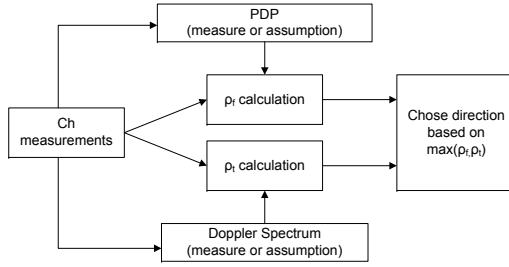 PDP
(measure or assumption)
ρf calculation
Ch
measurements
Chose direction
based on
max(ρf,ρt)
ρt calculation
Doppler Spectrum
(measure or assumption)